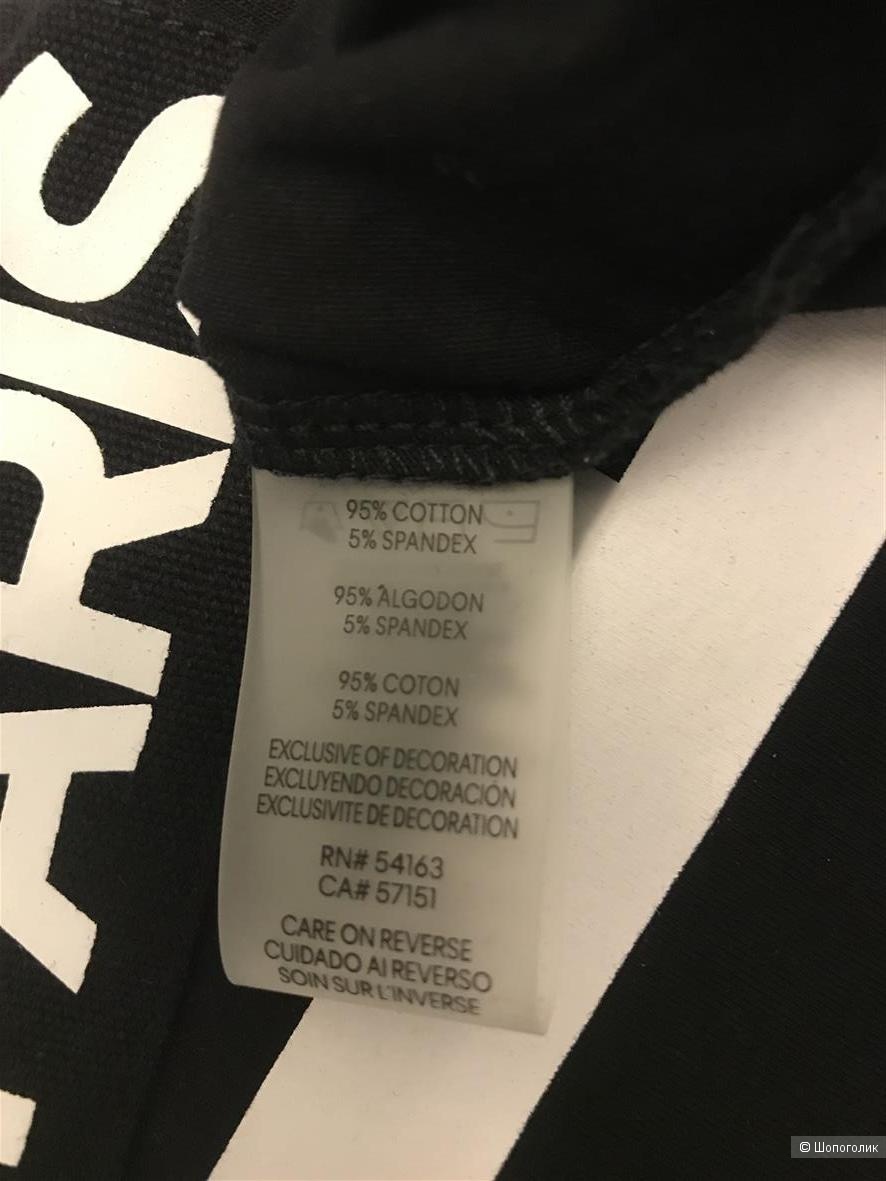 ARIS
95% COTTON
5% SPANDEX
95% ALGODON
5% SPANDEX
95% COTON
5% SPANDEX
EXCLUSIVE OF DECORATION
EXCLUYENDO DECORACIÓN
EXCLUSIVITE DE DECORATION
RN# 54163
CA# 57151
CARE ON REVERSE
CUIDADO AI REVERSO
SOIN SUR L'INVERSE
© Шопоголик